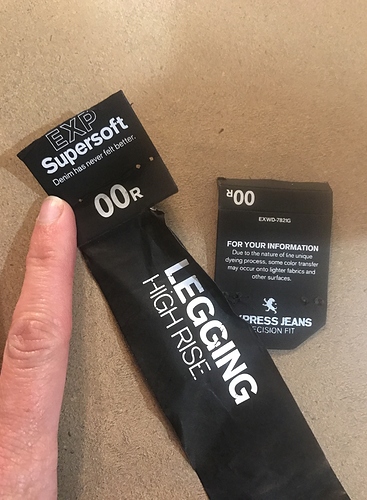 EXP
Supersoft
Denim has never felt better.
00R
LEGGING
HIGH RISE
00R
EXWD-7821G
FOR YOUR INFORMATION
Due to the nature of the unique
dyeing process, some color transfer
may occur onto lighter fabrics and
other surfaces.
PRESS JEANS
ECISION FIT